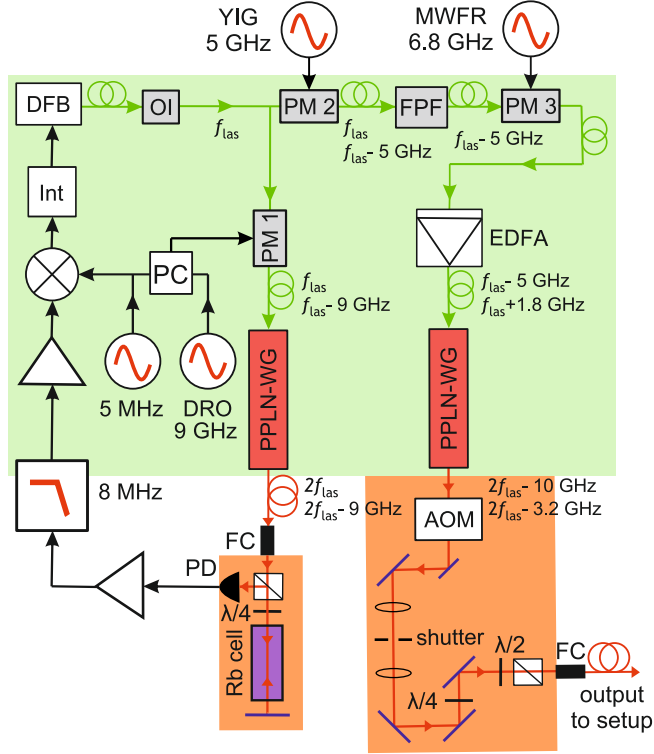 YIG
5 GHz
MWFR
6.8 GHz
DFB
OI
f_las
PM 2
f_las
f_las- 5 GHz
FPF
PM 3
f_las- 5 GHz
Int
PM 1
EDFA
PC
f_las
f_las- 9 GHz
f_las- 5 GHz
f_las+1.8 GHz
5 MHz
DRO
9 GHz
PPLN-WG
PPLN-WG
8 MHz
2f_las
2f_las- 9 GHz
2f_las- 10 GHz
2f_las- 3.2 GHz
AOM
FC
PD
λ/4
Rb cell
shutter
λ/2
FC
λ/4
output
to setup